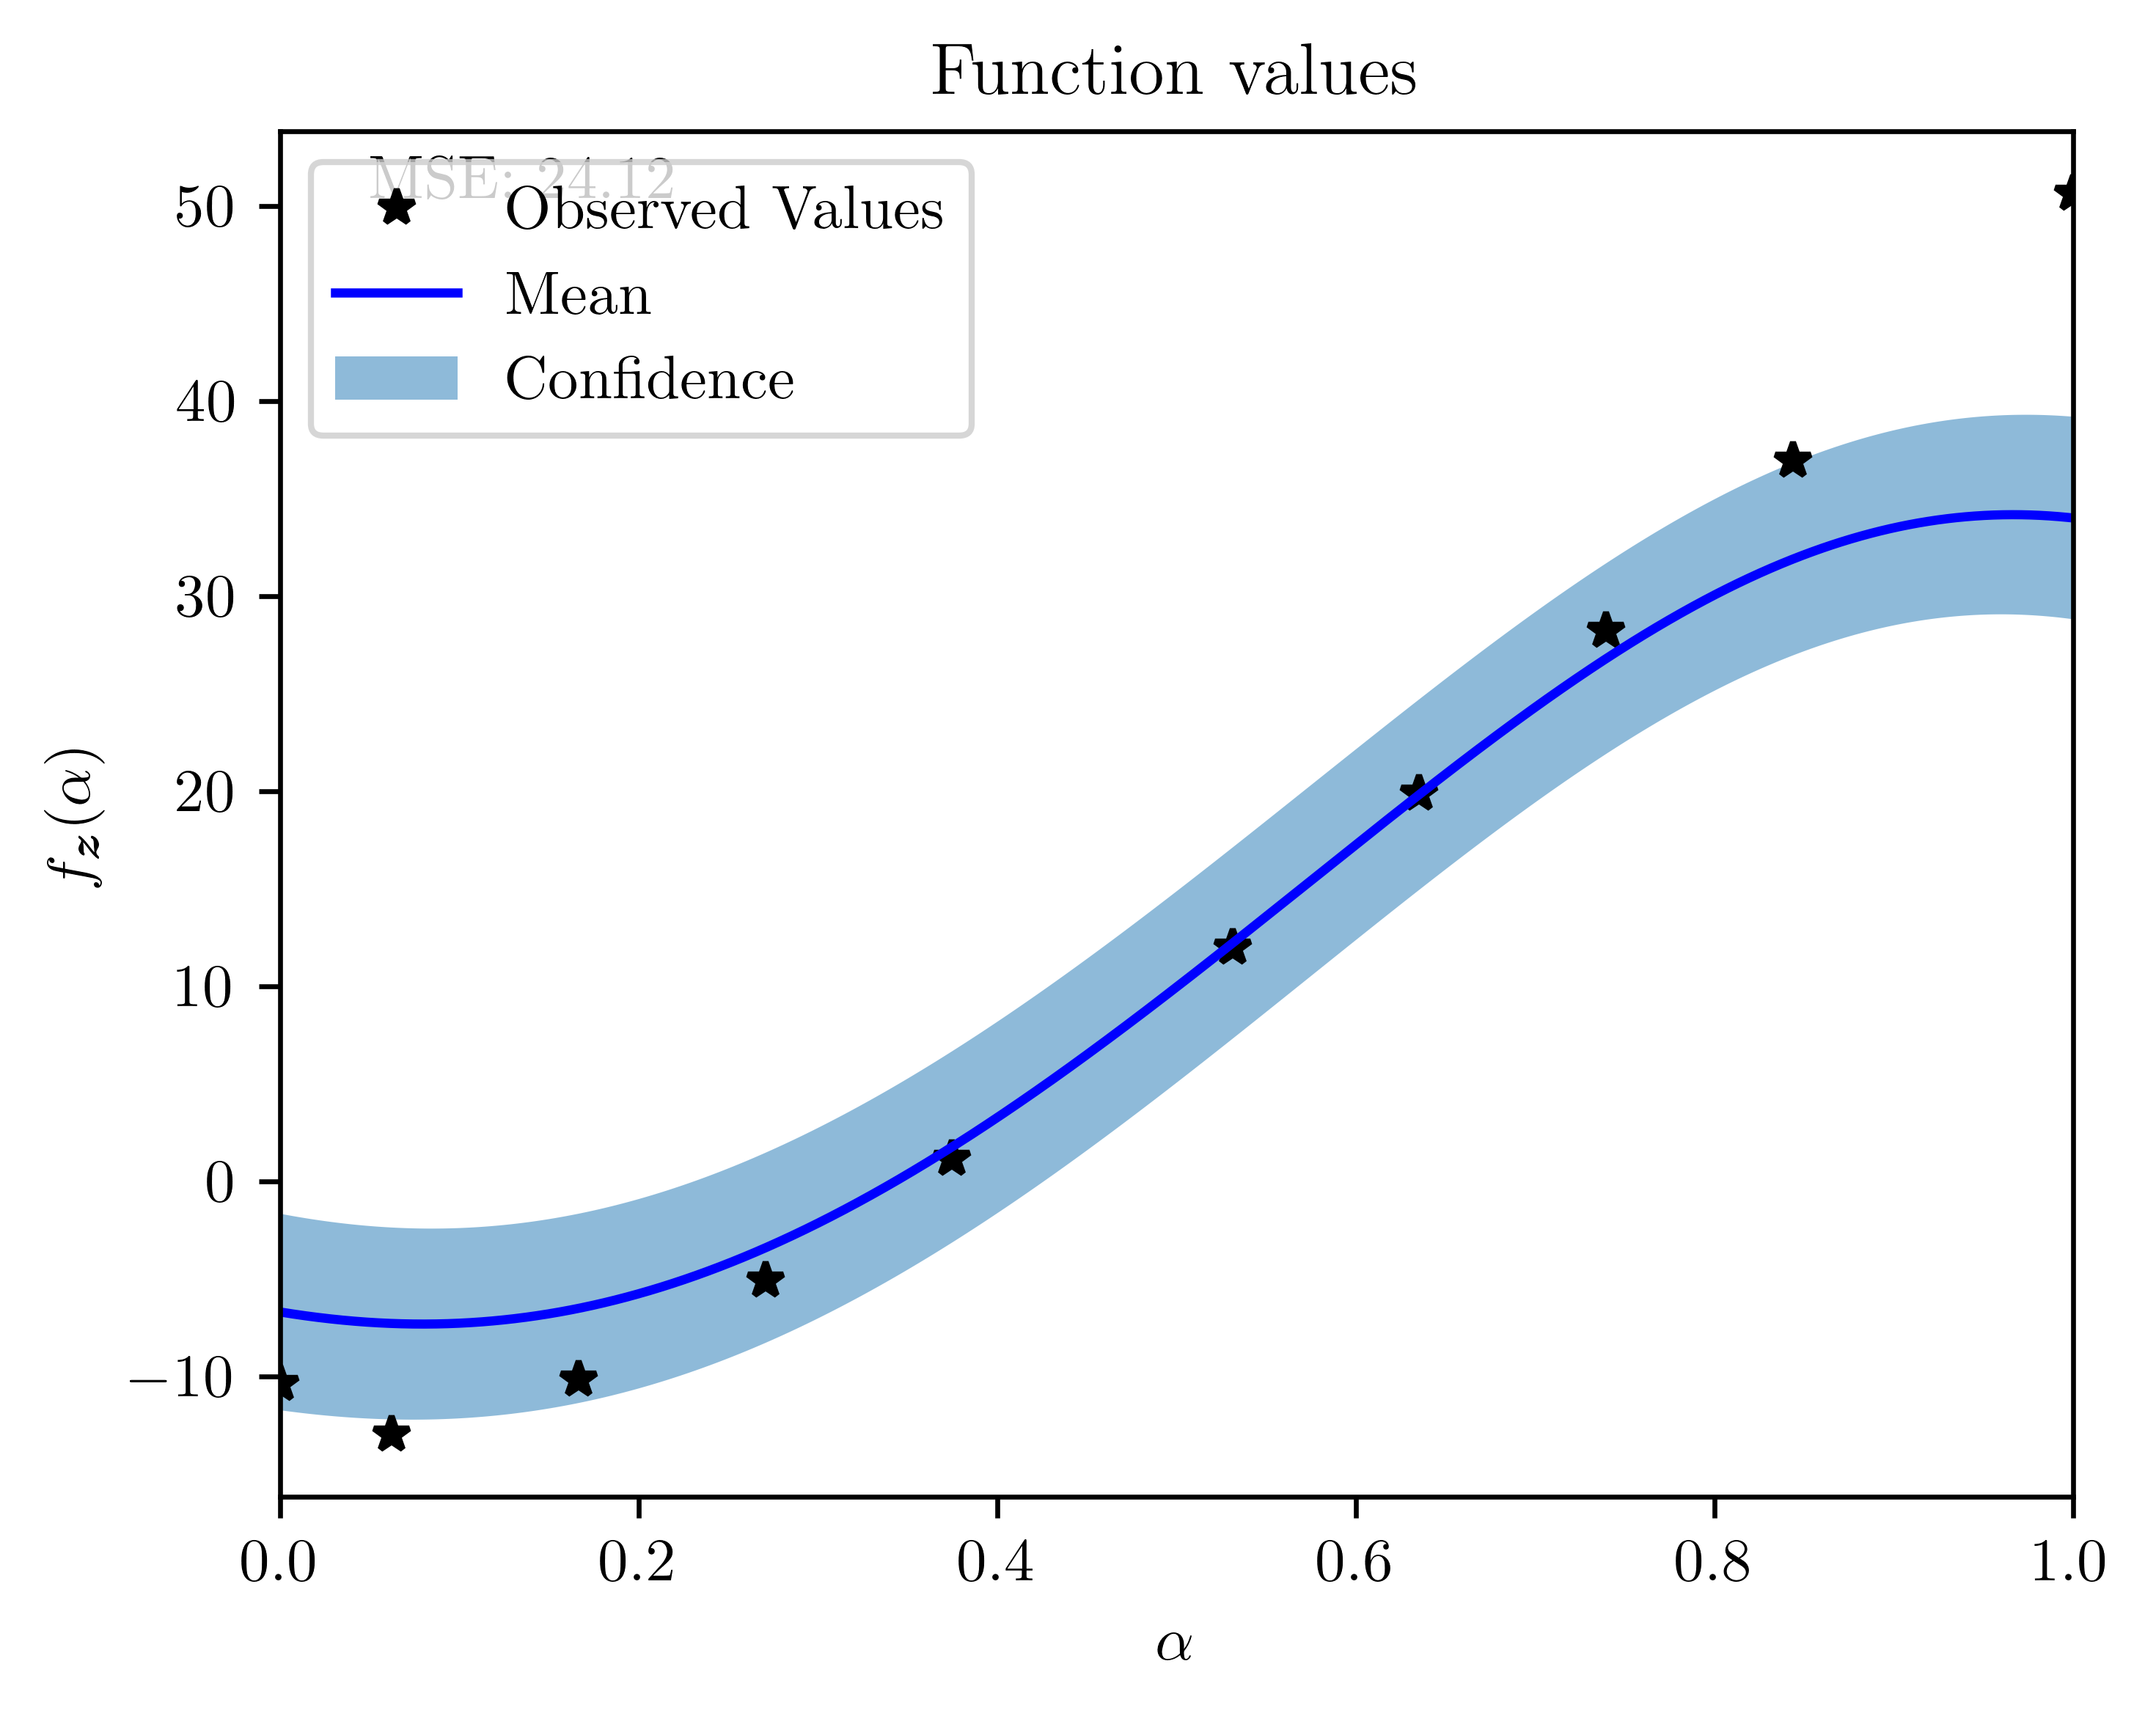 Function values
MSE: 24.12
Observed Values
Mean
Confidence
50
40
30
20
10
0
−10
f_z(α)
0.0 0.2 0.4 0.6 0.8 1.0
α